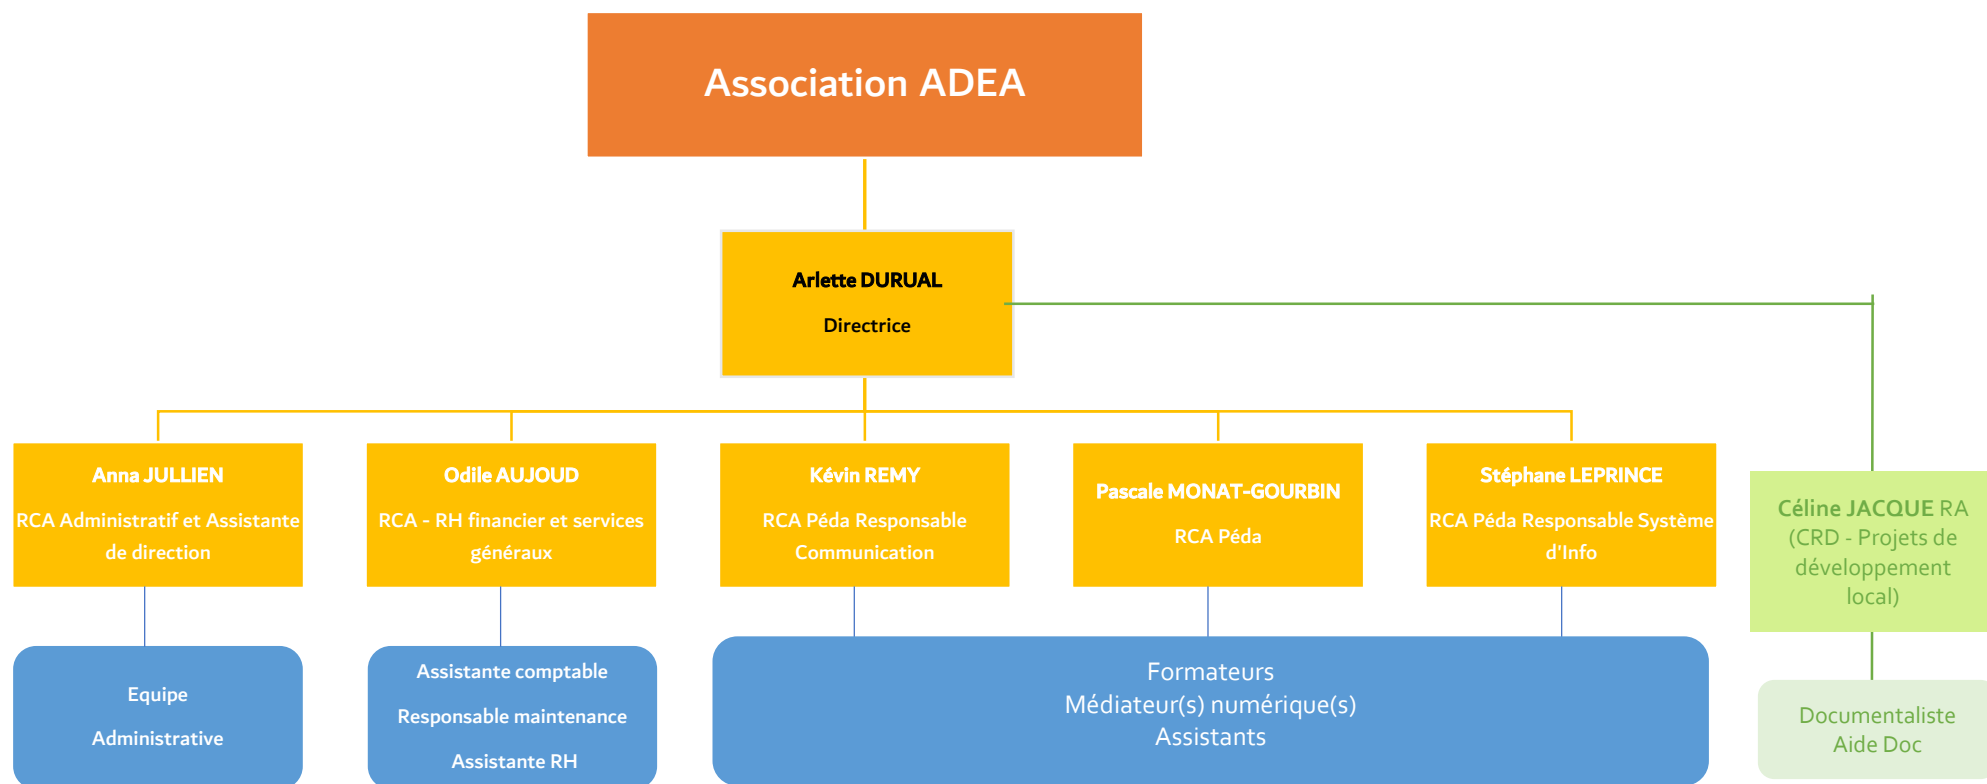 Association ADEA
Arlette DURUAL
Directrice
Anna JULLIEN
RCA Administratif et Assistante
de direction
Odile AUJOUD
RCA - RH financier et services
généraux
Kévin REMY
RCA Péda Responsable
Communication
Pascale MONAT-GOURBIN
RCA Péda
Stéphane LEPRINCE
RCA Péda Responsable Système
d'Info
Céline JACQUE RA
(CRD - Projets de
développement
local)
Equipe
Administrative
Assistante comptable
Responsable maintenance
Assistante RH
Formateurs
Médiateur(s) numérique(s)
Assistants
Documentaliste
Aide Doc